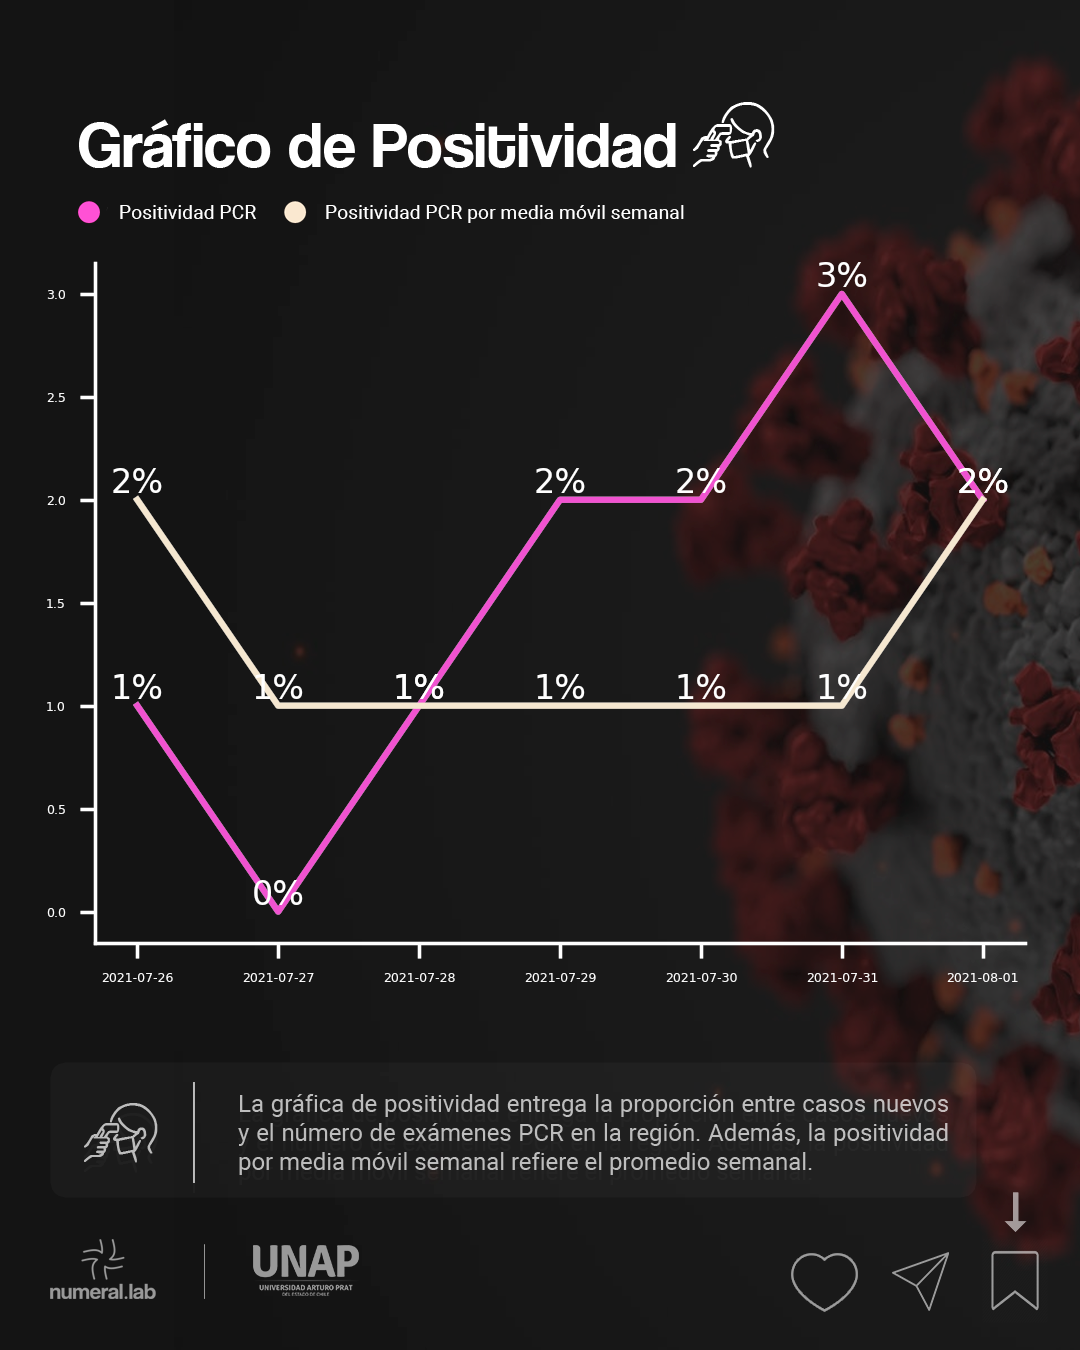 Gráfico de Positividad
Positividad PCR
Positividad PCR por media móvil semanal
3%
3.0
2.5
2%
2%
2%
2%
2.0
1.5
1%
1%
1%
1%
1%
1%
1.0
0.5
0%
0.0
2021-07-26
2021-07-27
2021-07-28
2021-07-29
2021-07-30
2021-07-31
2021-08-01
La gráfica de positividad entrega la proporción entre casos nuevos
y el número de exámenes PCR en la región. Además, la positividad
por media móvil semanal refiere el promedio semanal.
numeral.lab
UNAP
UNIVERSIDAD ARTURO PRAT
DEL ESTADO DE CHILE